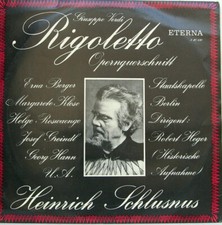 Giuseppe Verdi
Rigoletto
ETERNA
Opernquerschnitt
Erna Berger
Margarete Klose
Helge Roswaenge
Josef Greindl
Georg Hann
U. A.
Staatskapelle
Berlin
Dirigent:
Robert Heger
(Historische
Aufnahme)
Heinrich Schlusnus